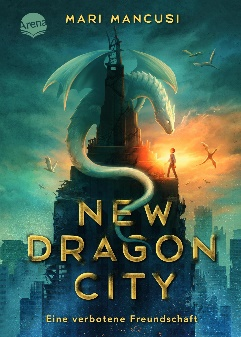 Arena
MARI MANCUSI
NEW
DRAGON
CITY
Eine verbotene Freundschaft